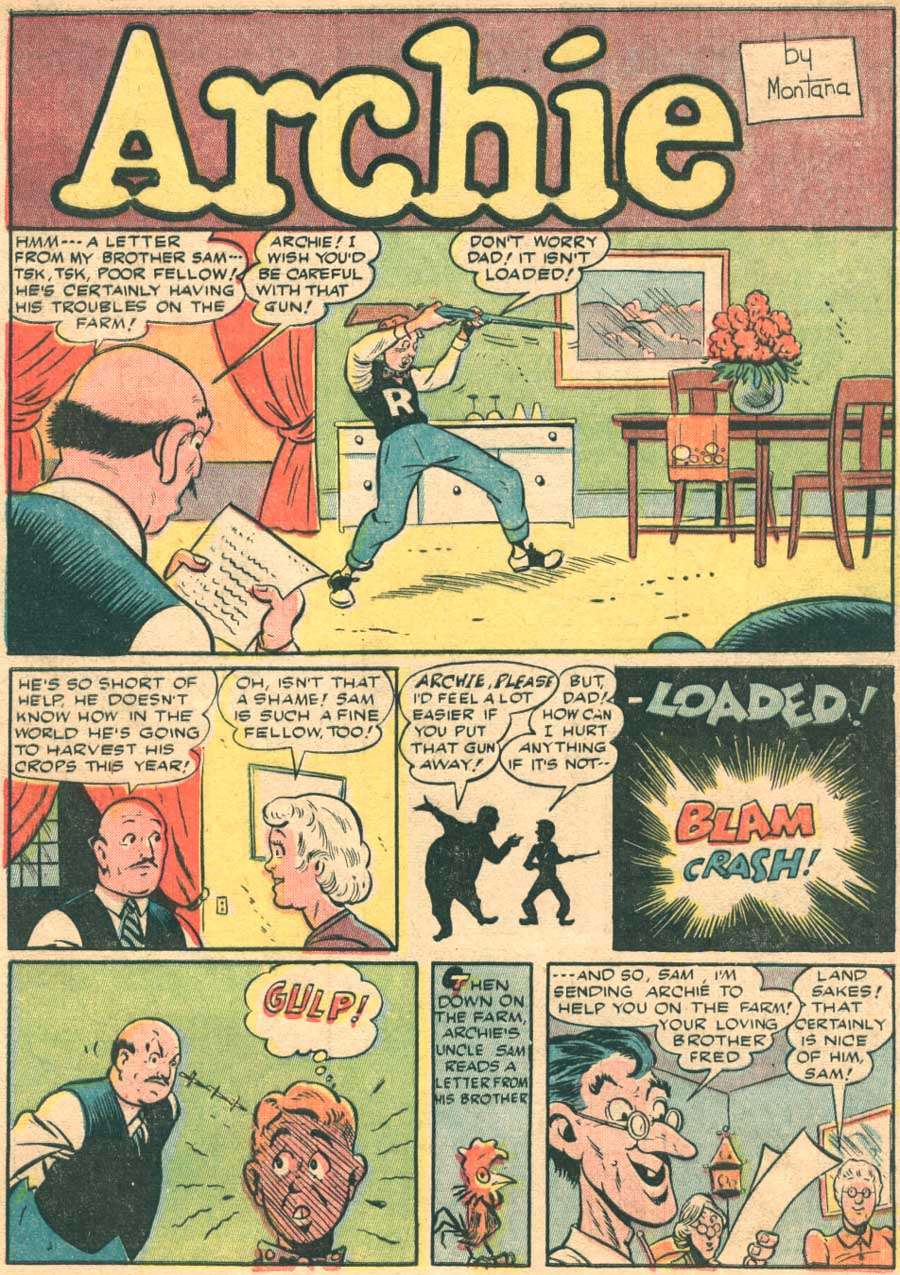 Archie
by
Montana
HMM--- A LETTER
FROM MY BROTHER SAM---
TSK, TSK, POOR FELLOW!
HE'S CERTAINLY HAVING
HIS TROUBLES ON THE
FARM!
ARCHIE! I
WISH YOU'D
BE CAREFUL
WITH THAT
GUN!
DON'T WORRY
DAD! IT ISN'T
LOADED!
R
HE'S SO SHORT OF
HELP, HE DOESN'T
KNOW HOW IN THE
WORLD HE'S GOING
TO HARVEST HIS
CROPS THIS YEAR!
OH, ISN'T THAT
A SHAME! SAM
IS SUCH A FINE
FELLOW, TOO!
ARCHIE, PLEASE
I'D FEEL A LOT
EASIER IF
YOU PUT
THAT GUN
AWAY!
BUT,
DAD!
HOW CAN
I HURT
ANYTHING
IF IT'S NOT--
-LOADED!
BLAM
CRASH!
GULP!
THEN
DOWN ON
THE FARM,
ARCHIE'S
UNCLE SAM
READS A
LETTER FROM
HIS BROTHER
---AND SO, SAM, I'M
SENDING ARCHIÉ TO
HELP YOU ON THE FARM!
YOUR LOVING
BROTHER
FRED
LAND
SAKES!
THAT
CERTAINLY
IS NICE
OF HIM,
SAM!